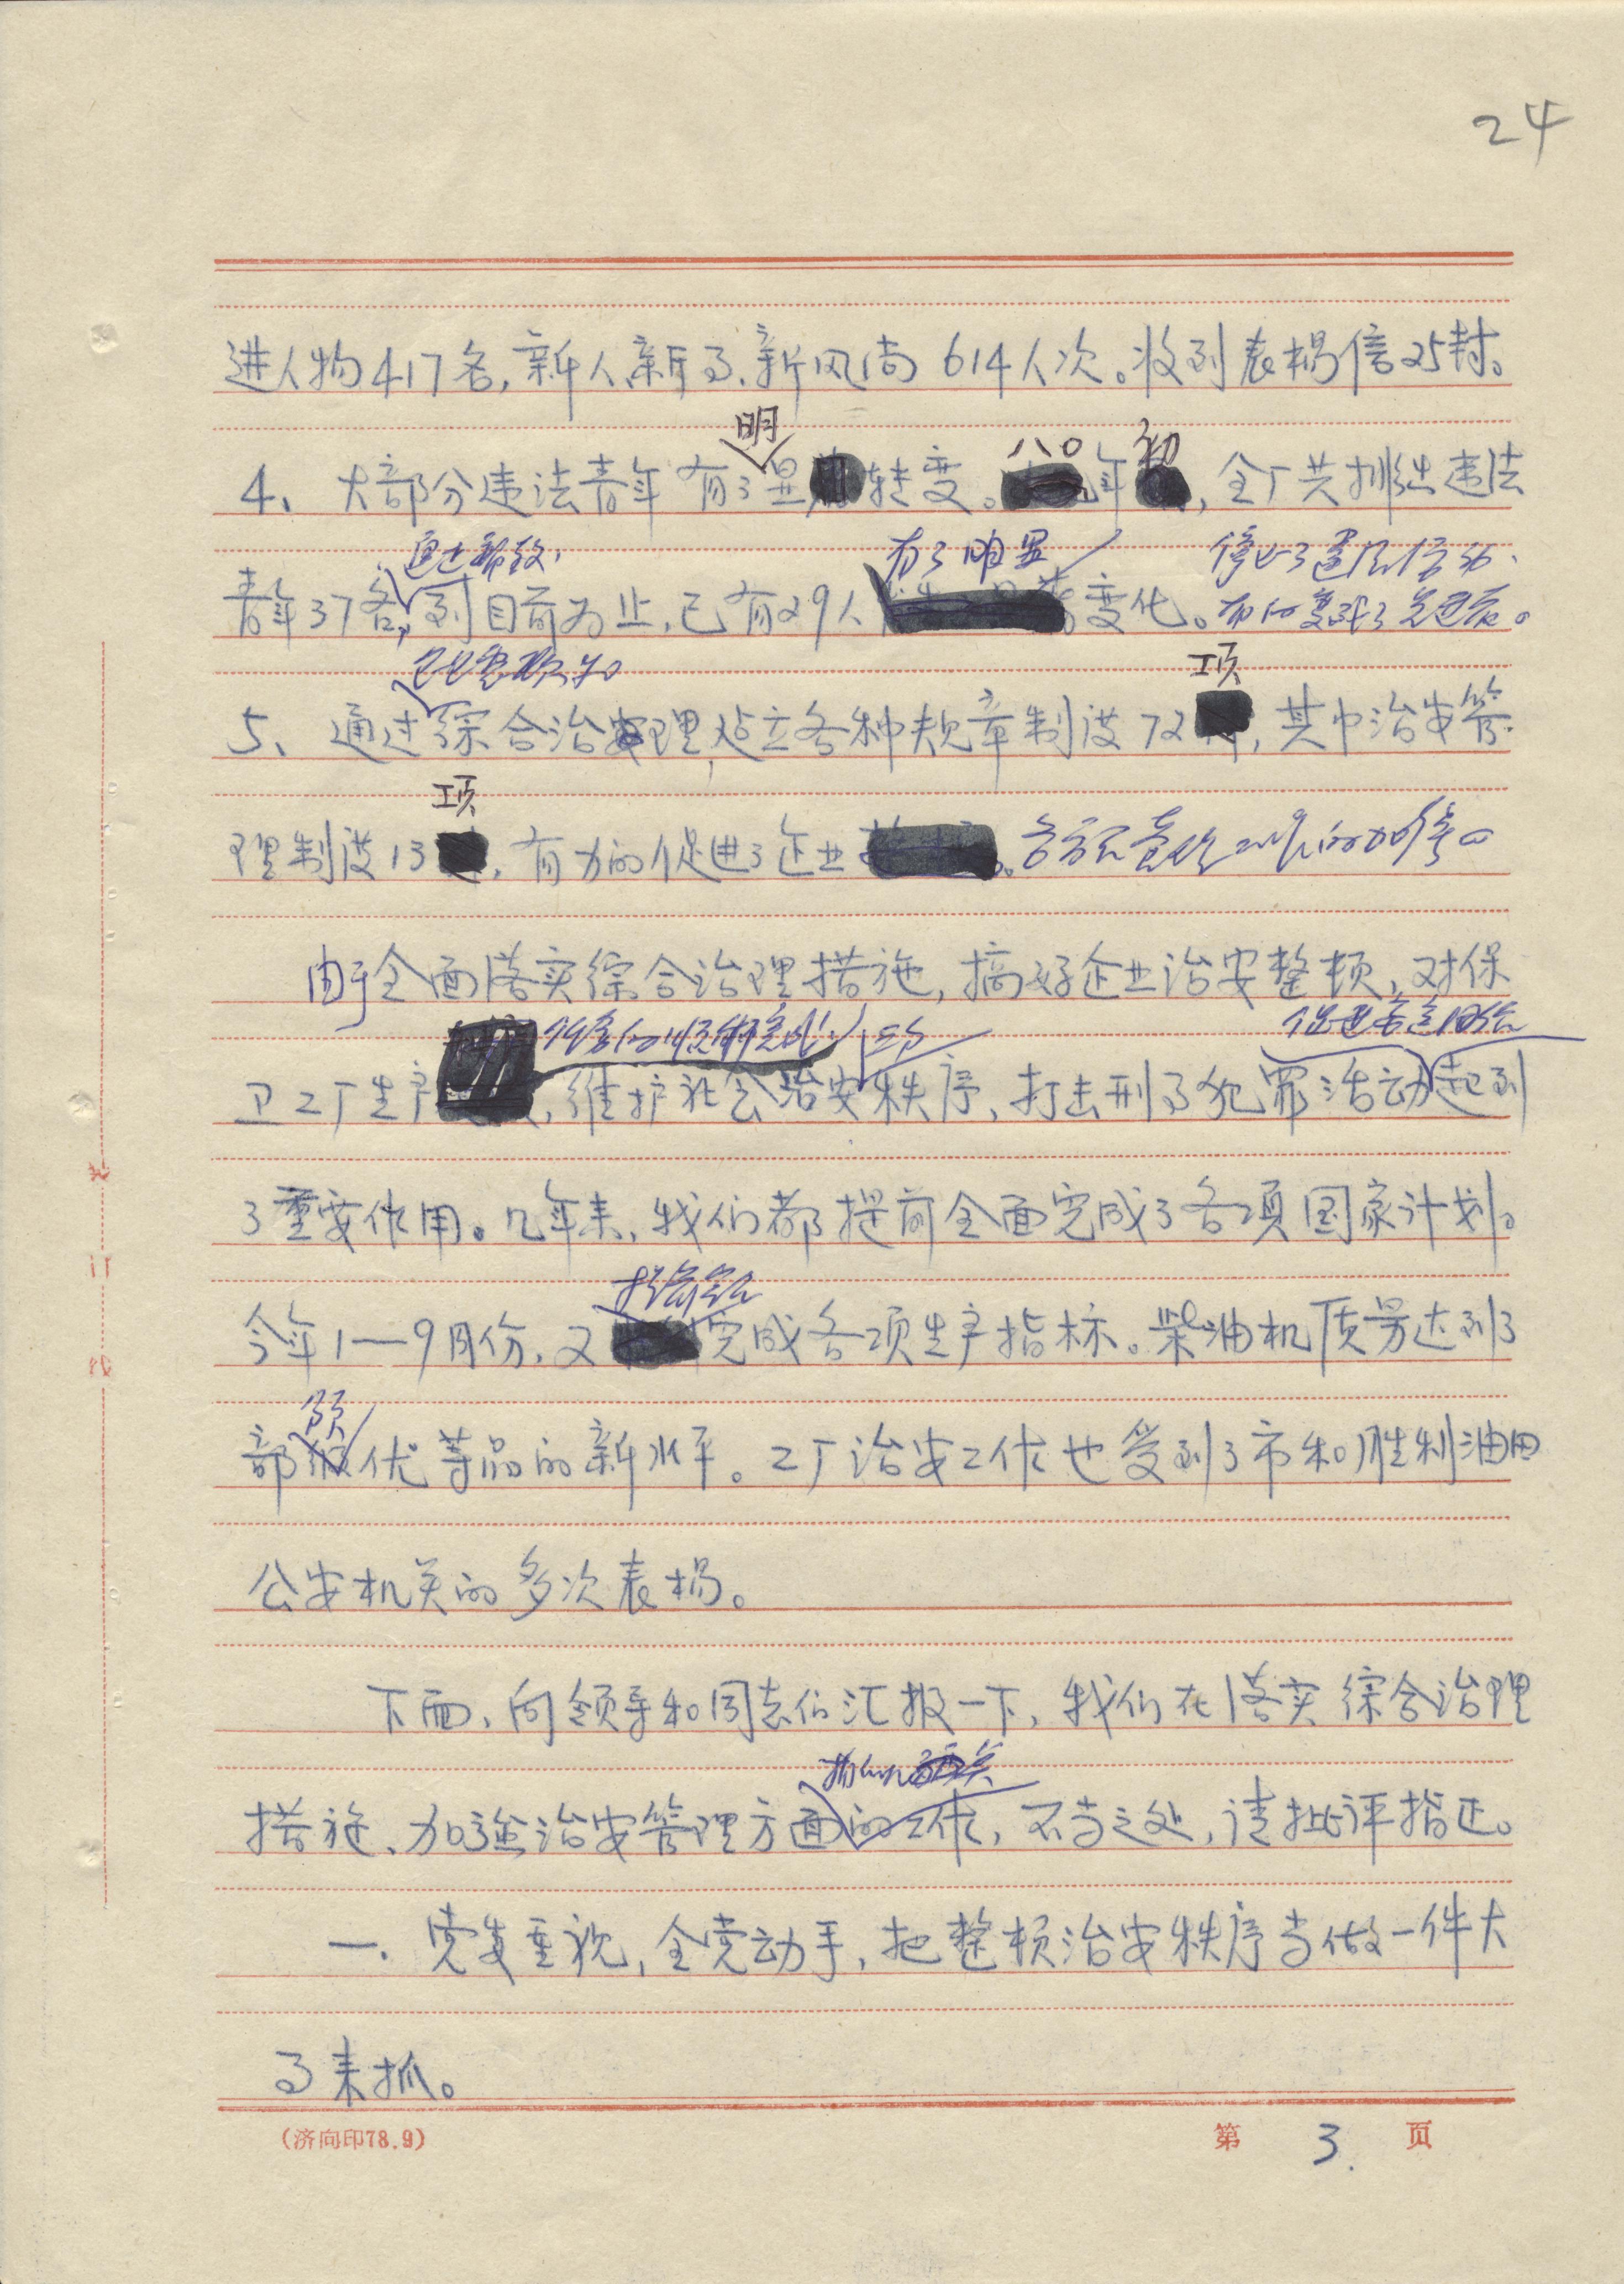 24
进人物417名，新人、新事、新风尚614人次。收到表扬信25封。
明 八〇 初
4、大部分违法青年有了显转变。年，全厂共排出违法
有了明显 停止了违法活动、
青年37名，到目前为止，已有29人变化。有的变成了先进者。
项
5、通过综合治理，建立各种规章制度72，其中治安管
项
理制度13，有力的促进了企业。各方面
由于全面落实综合治理措施，搞好企业治安整顿，对保
卫工厂生产，维护社会治安秩序，打击刑事犯罪活动起到
了重要作用。几年来，我们都提前全面完成了各项国家计划。
今年1—9月份，又完成各项生产指标。柴油机质量达到了
部优等品的新水平。工厂治安工作也受到了市和胜利油田
公安机关的多次表扬。
下面，向领导和同志们汇报一下，我们在落实综合治理
措施、加强治安管理方面的工作，不当之处，请批评指正。
一、党委重视，全党动手，把整顿治安秩序当做一件大
事来抓。
（济向印78.9） 第 3. 页